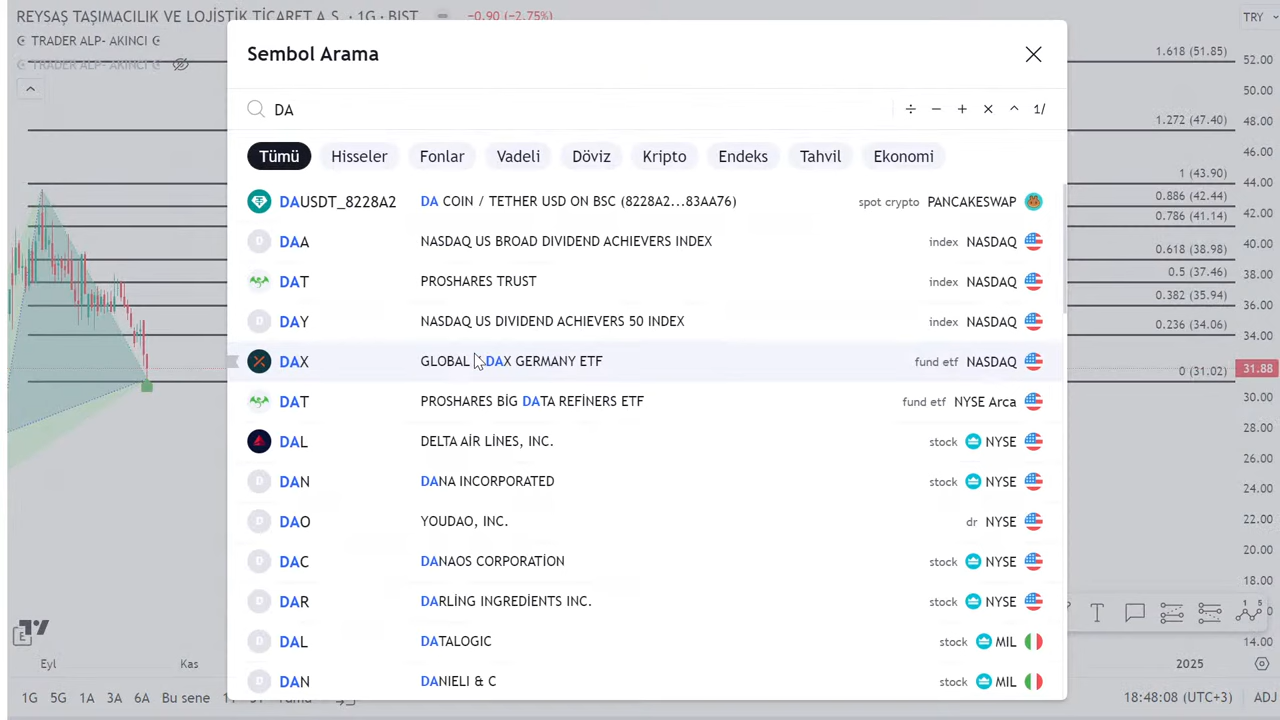 REYSAŞ TAŞIMACILIK VE LOJİSTİK TİCARET A.Ş. · 1G · BIST −0.90 (−2.75%) TRY
TRADER ALP- AKINCI
TRADER ALP- AKINCI
Sembol Arama
DA 1/
Tümü Hisseler Fonlar Vadeli Döviz Kripto Endeks Tahvil Ekonomi
DAUSDT_8228A2 DA COIN / TETHER USD ON BSC (8228A2...83AA76) spot crypto PANCAKESWAP
D DAA NASDAQ US BROAD DIVIDEND ACHIEVERS INDEX index NASDAQ
DAT PROSHARES TRUST index NASDAQ
D DAY NASDAQ US DIVIDEND ACHIEVERS 50 INDEX index NASDAQ
DAX GLOBAL DAX GERMANY ETF fund etf NASDAQ
DAT PROSHARES BİG DATA REFİNERS ETF fund etf NYSE Arca
DAL DELTA AİR LİNES, INC. stock NYSE
D DAN DANA INCORPORATED stock NYSE
D DAO YOUDAO, INC. dr NYSE
D DAC DANAOS CORPORATİON stock NYSE
D DAR DARLİNG INGREDİENTS INC. stock NYSE
D DAL DATALOGIC stock MIL
D DAN DANIELI & C stock MIL
1.618 (51.85)
1.272 (47.40)
1 (43.90)
0.886 (42.44)
0.786 (41.14)
0.618 (38.98)
0.5 (37.46)
0.382 (35.94)
0.236 (34.06)
0 (31.02)
52.00
50.00
48.00
46.00
44.00
42.00
40.00
38.00
36.00
34.00
31.88
30.00
28.00
26.00
24.00
22.00
20.00
18.00
16.00
14.00
Eyl Kas 2025
1G 5G 1A 3A 6A Bu sene 18:48:08 (UTC+3) ADJ